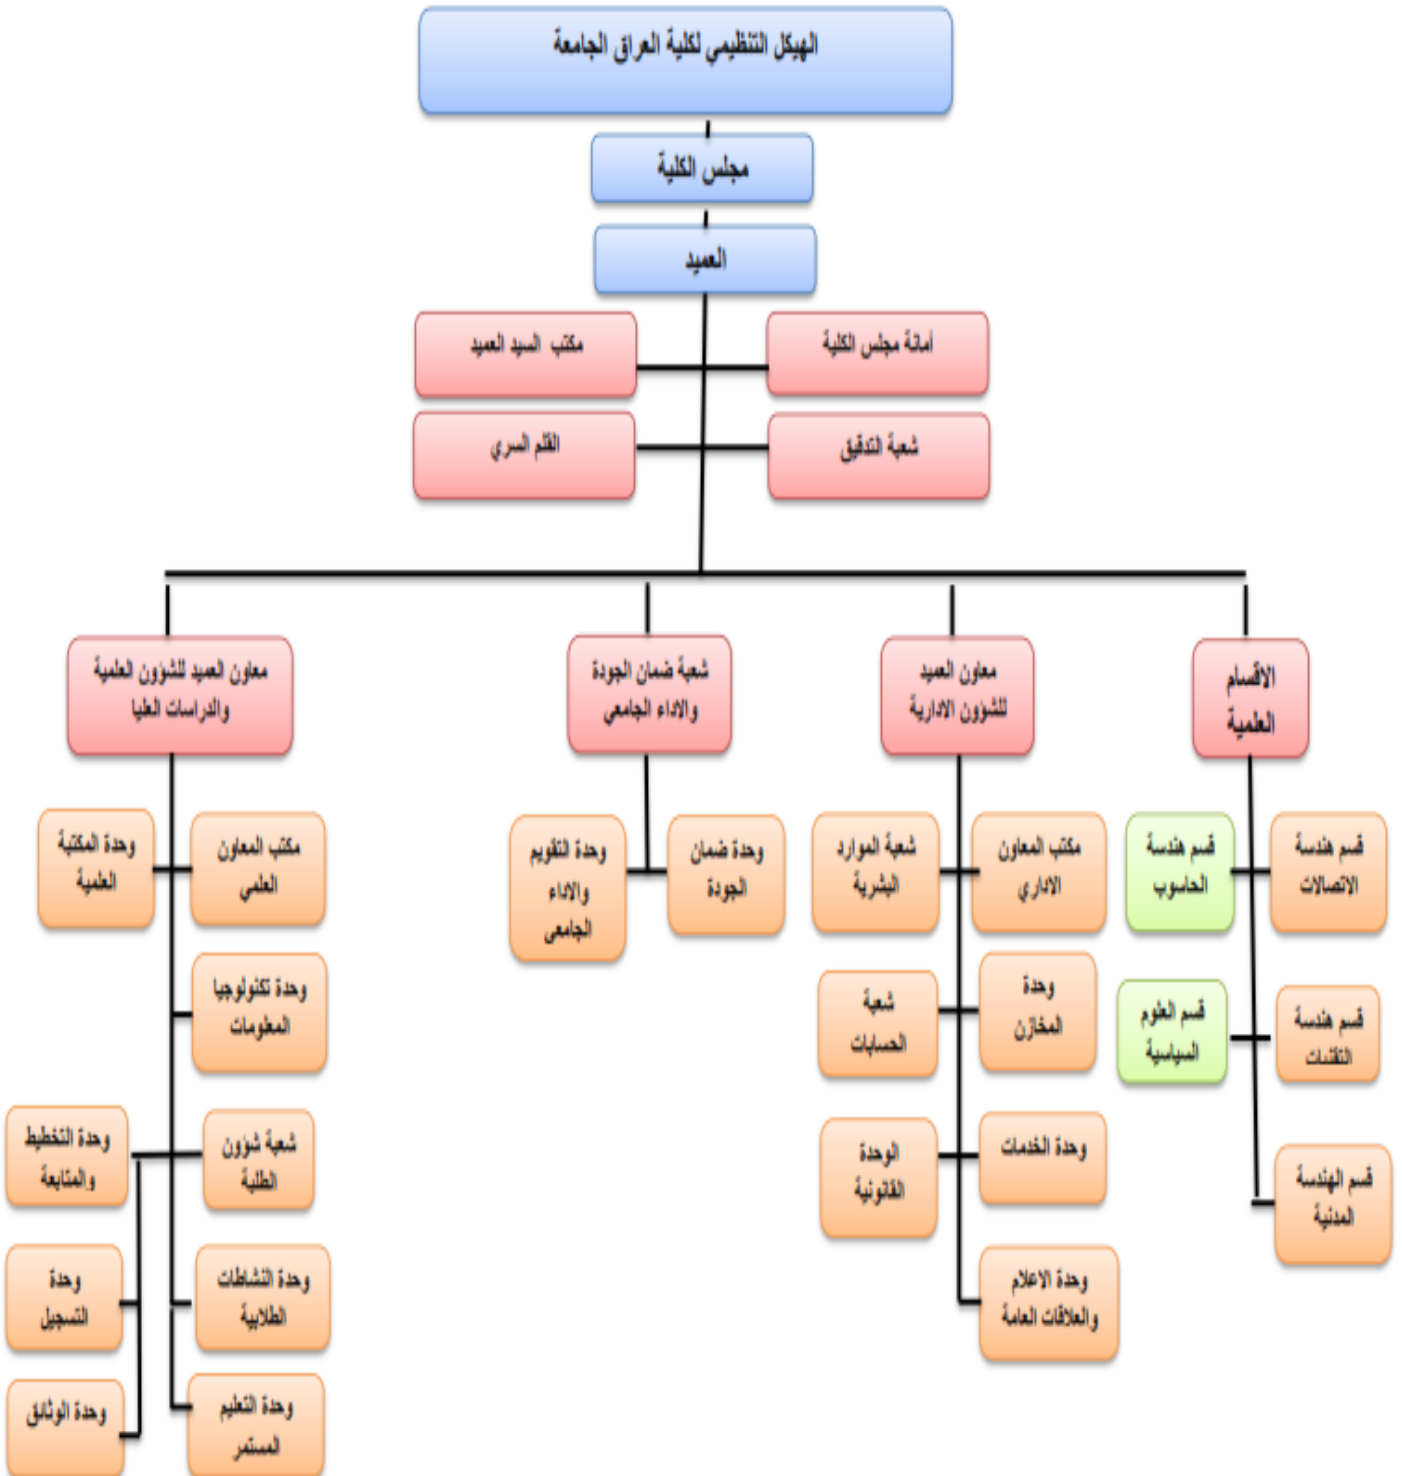 الهيكل التنظيمي لكلية العراق الجامعة
مجلس الكلية
العميد
أمانة مجلس الكلية
مكتب السيد العميد
شعبة التدقيق
القلم السري
الاقسام
العلمية
معاون العميد
للشؤون الادارية
شعبة ضمان الجودة
والاداء الجامعي
معاون العميد للشؤون العلمية
والدراسات العليا
قسم هندسة
الاتصالات
قسم هندسة
الحاسوب
قسم هندسة
التقنيات
قسم العلوم
السياسية
قسم الهندسة
المدنية
مكتب المعاون
الاداري
شعبة الموارد
البشرية
وحدة
المخازن
شعبة
الحسابات
وحدة الخدمات
الوحدة
القانونية
وحدة الاعلام
والعلاقات العامة
وحدة ضمان
الجودة
وحدة التقويم
والاداء
الجامعي
مكتب المعاون
العلمي
وحدة المكتبة
العلمية
وحدة تكنولوجيا
المعلومات
شعبة شؤون
الطلبة
وحدة التخطيط
والمتابعة
وحدة النشاطات
الطلابية
وحدة
التسجيل
وحدة التعليم
المستمر
وحدة الوثائق